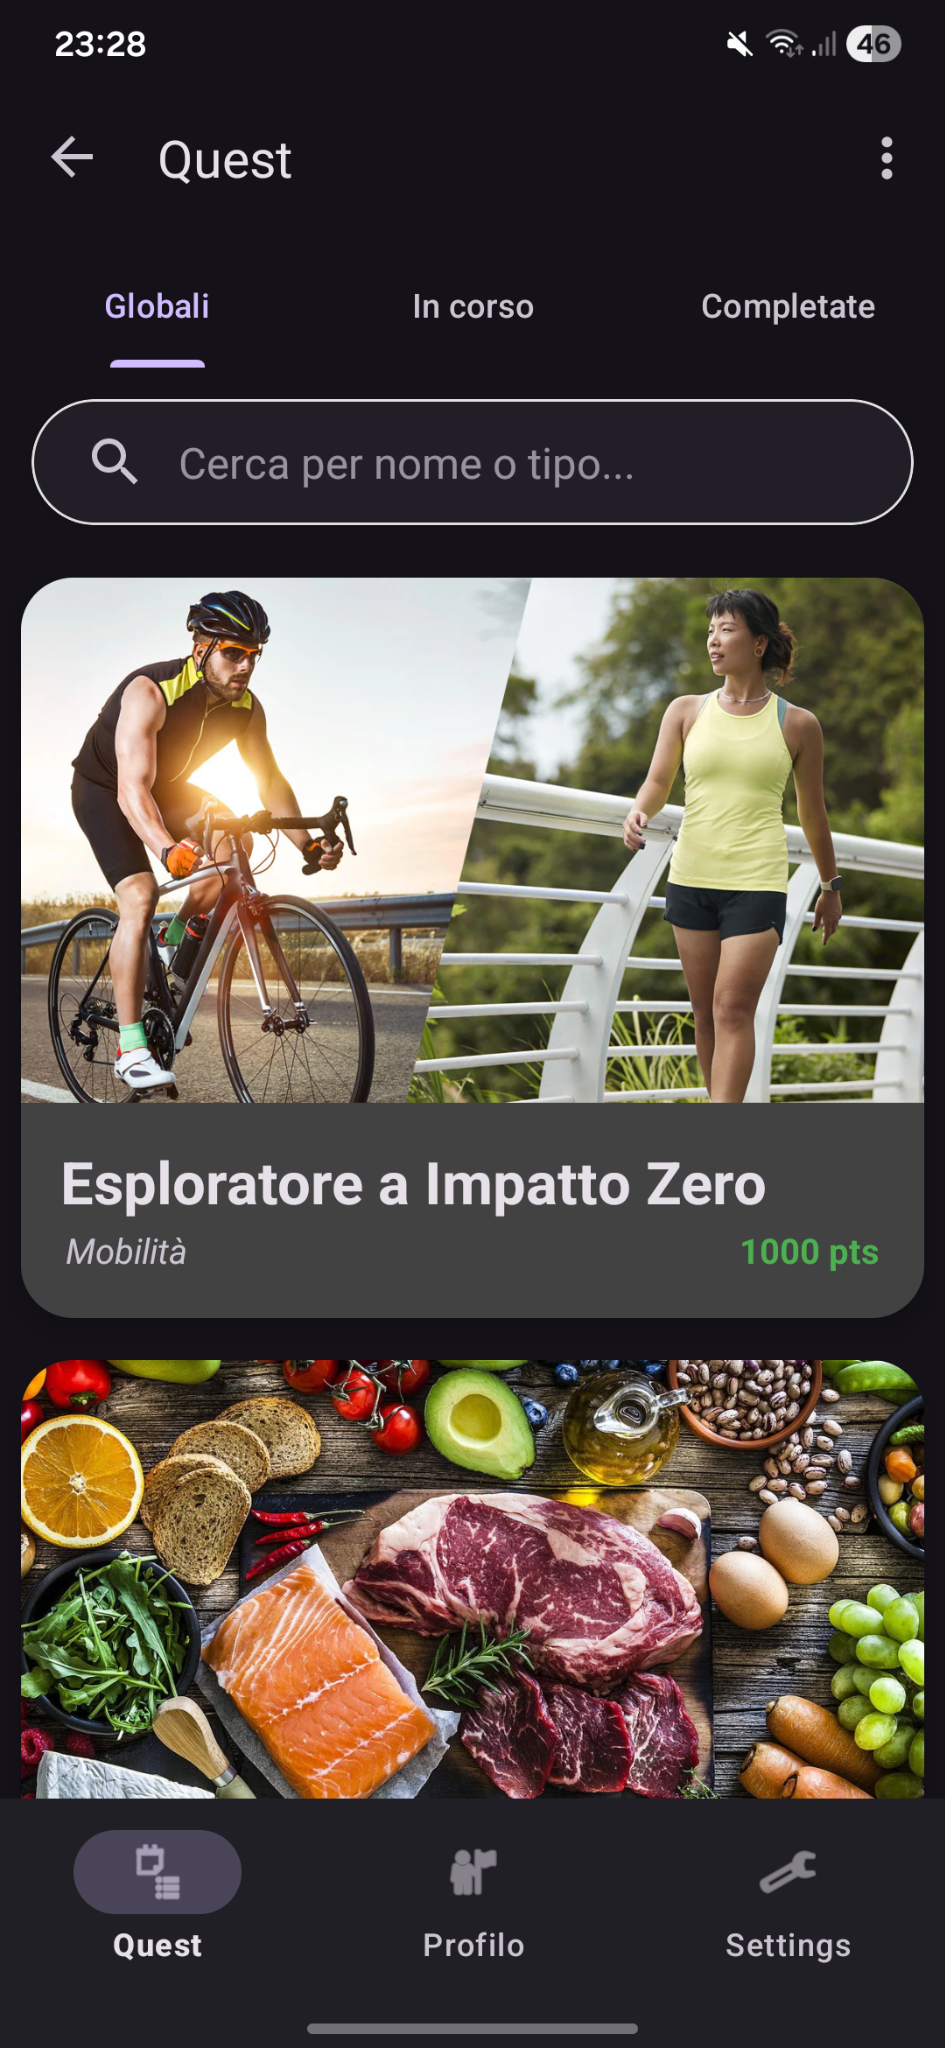 23:28
46
Quest
Globali
In corso
Completate
Cerca per nome o tipo...
Esploratore a Impatto Zero
Mobilità
1000 pts
Quest
Profilo
Settings